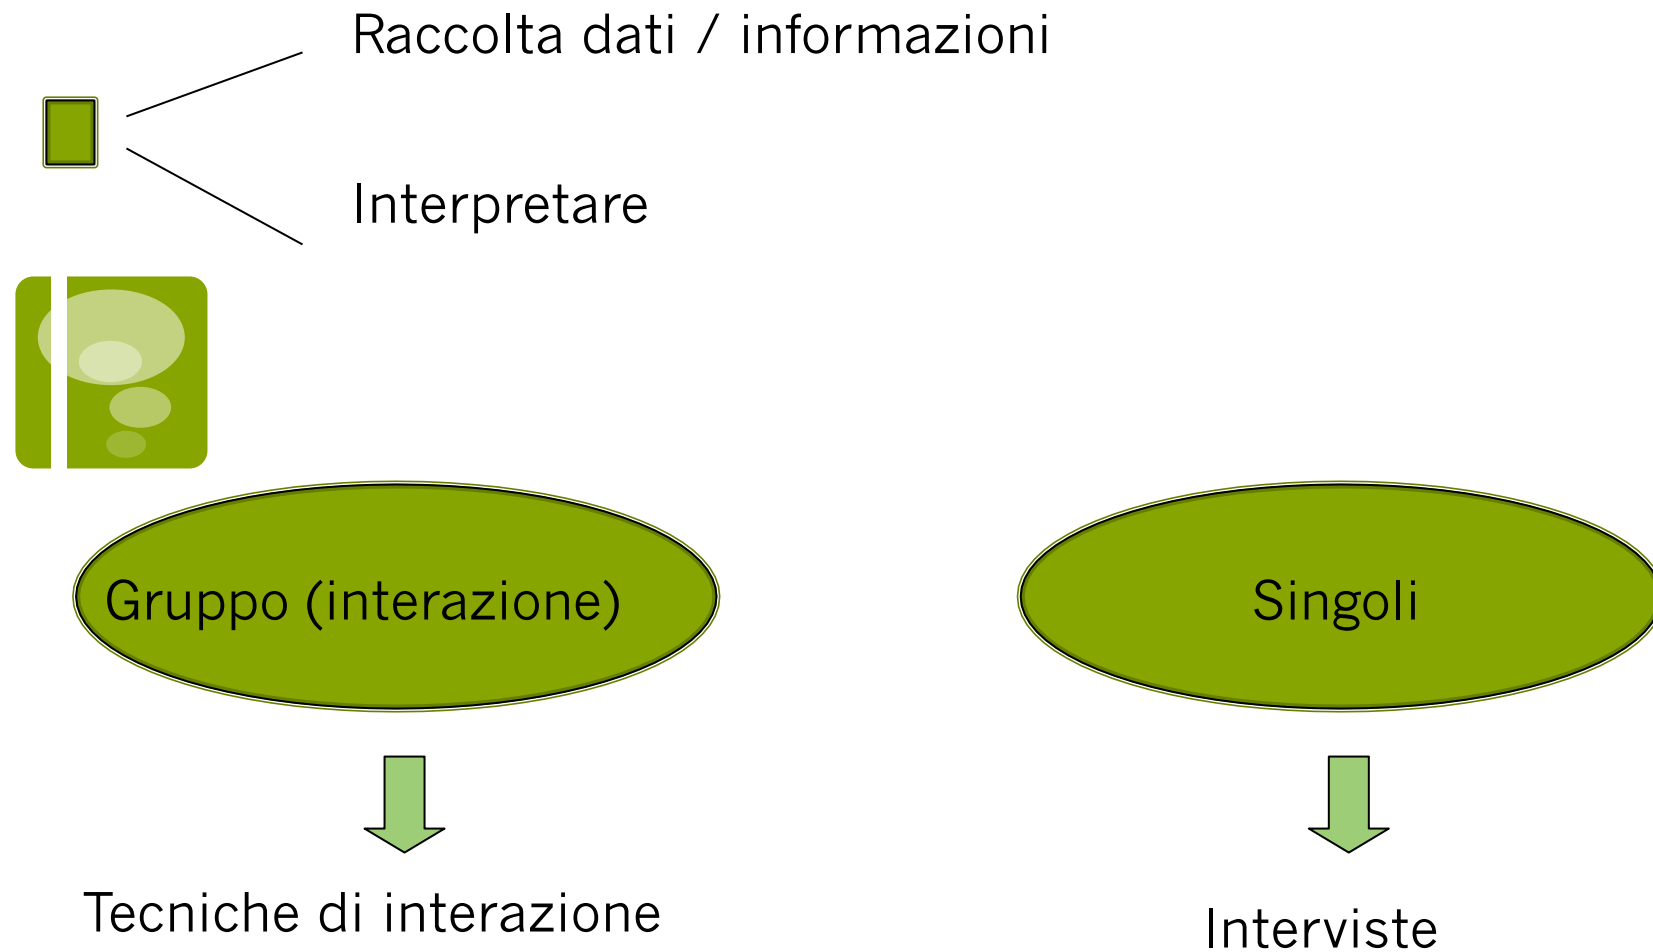 Raccolta dati / informazioni
Interpretare
Gruppo (interazione)
Singoli
Tecniche di interazione
Interviste